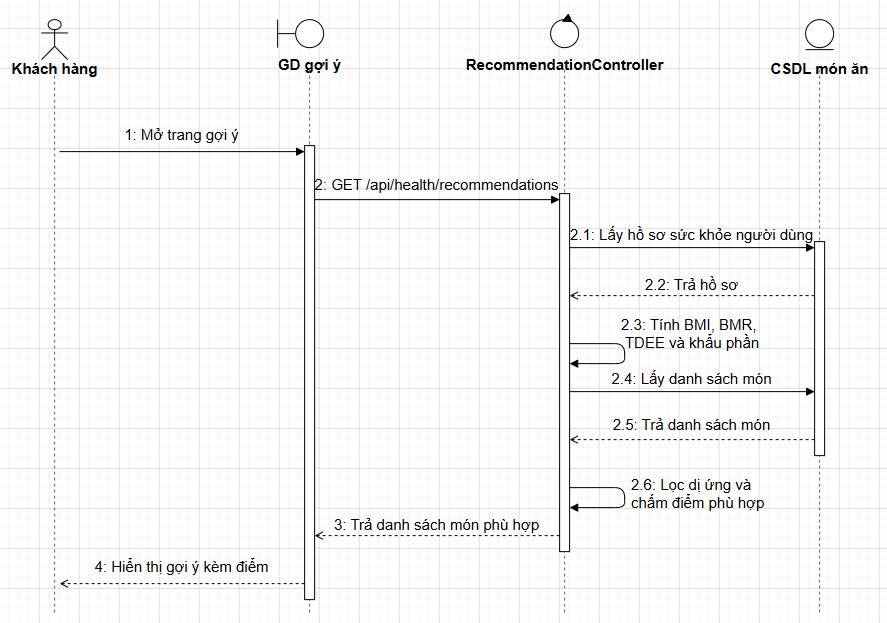 Khách hàng
GD gợi ý
RecommendationController
CSDL món ăn
1: Mở trang gợi ý
2: GET /api/health/recommendations
2.1: Lấy hồ sơ sức khỏe người dùng
2.2: Trả hồ sơ
2.3: Tính BMI, BMR,
TDEE và khẩu phần
2.4: Lấy danh sách món
2.5: Trả danh sách món
2.6: Lọc dị ứng và
chấm điểm phù hợp
3: Trả danh sách món phù hợp
4: Hiển thị gợi ý kèm điểm